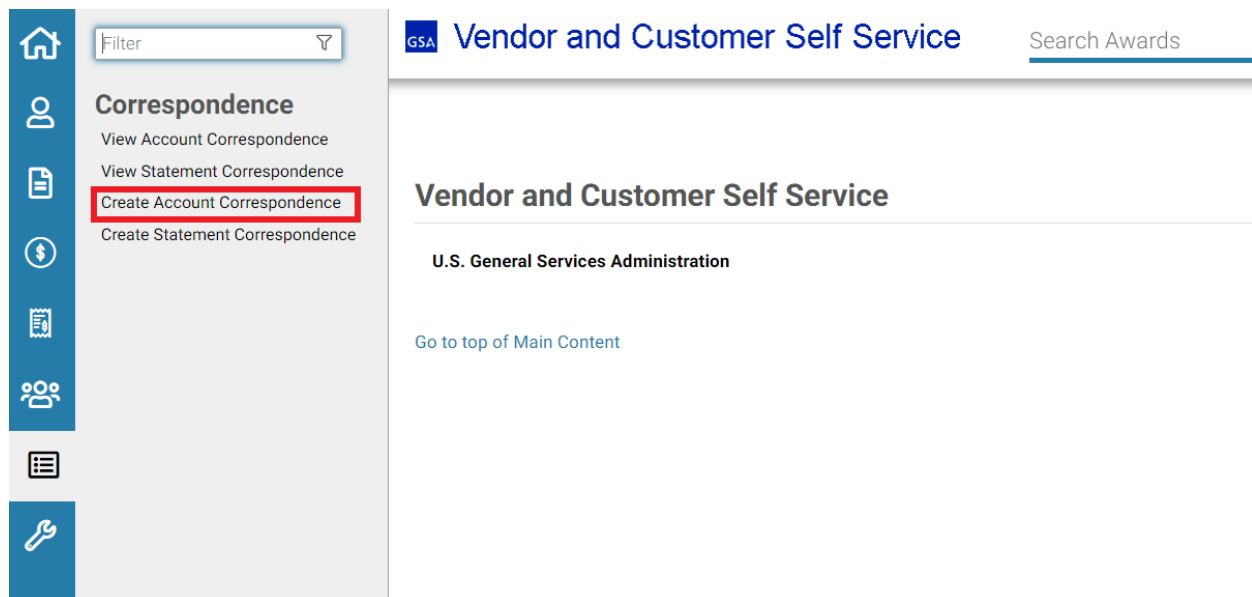 Filter
GSA Vendor and Customer Self Service
Search Awards
Correspondence
View Account Correspondence
View Statement Correspondence
Create Account Correspondence
Create Statement Correspondence
Vendor and Customer Self Service
U.S. General Services Administration
Go to top of Main Content